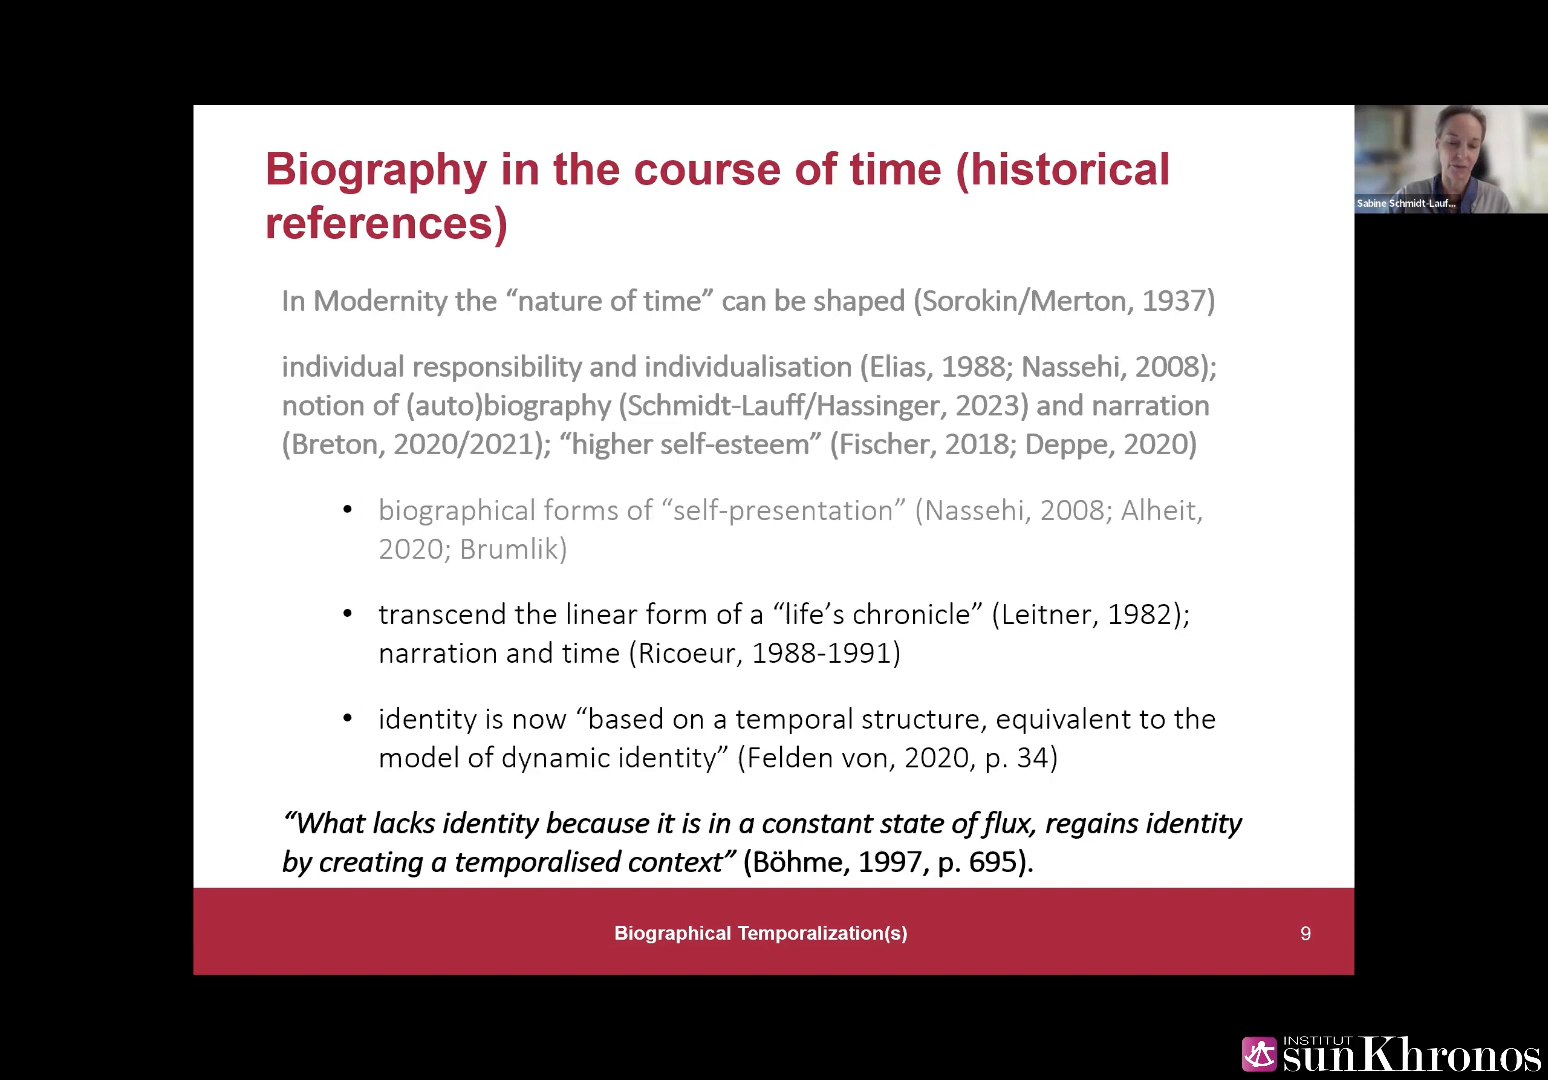 Biography in the course of time (historical
references)
Sabine Schmidt-Lauf...
In Modernity the “nature of time” can be shaped (Sorokin/Merton, 1937)
individual responsibility and individualisation (Elias, 1988; Nassehi, 2008);
notion of (auto)biography (Schmidt-Lauff/Hassinger, 2023) and narration
(Breton, 2020/2021); “higher self-esteem” (Fischer, 2018; Deppe, 2020)
• biographical forms of “self-presentation” (Nassehi, 2008; Alheit,
2020; Brumlik)
• transcend the linear form of a “life’s chronicle” (Leitner, 1982);
narration and time (Ricoeur, 1988-1991)
• identity is now “based on a temporal structure, equivalent to the
model of dynamic identity” (Felden von, 2020, p. 34)
“What lacks identity because it is in a constant state of flux, regains identity
by creating a temporalised context” (Böhme, 1997, p. 695).
Biographical Temporalization(s)
9
INSTITUT
sunKhronos